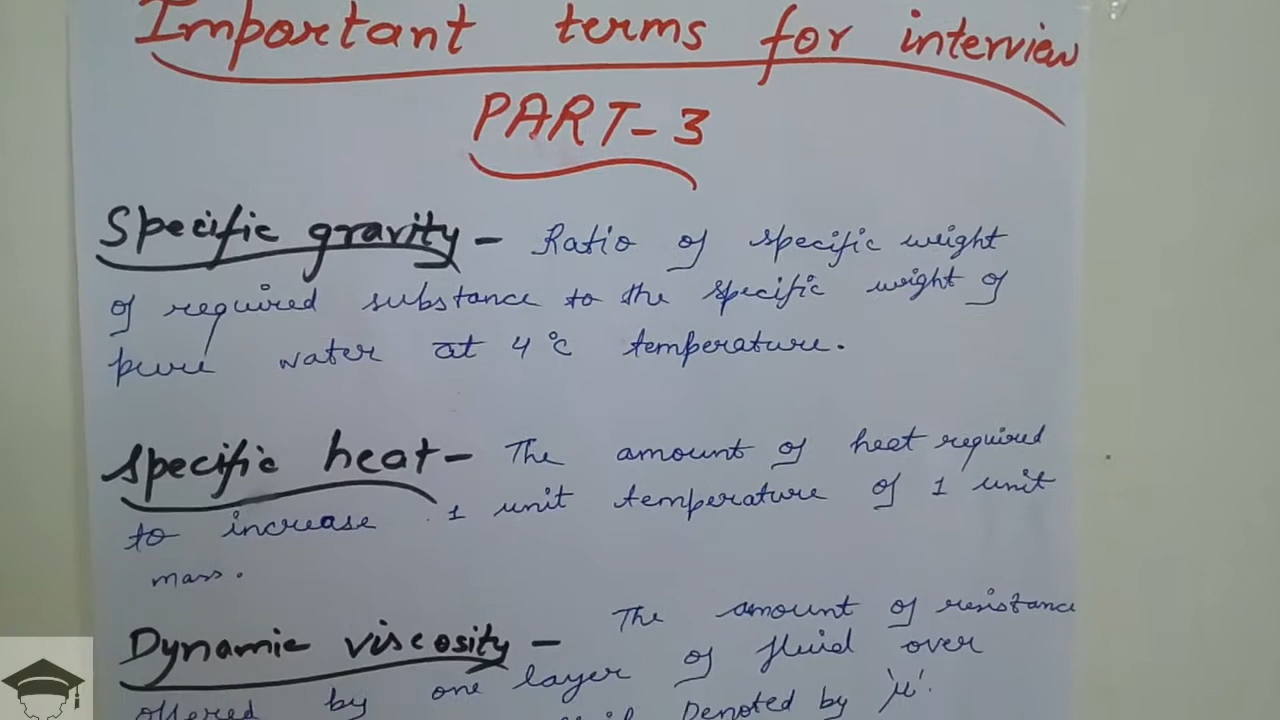 Important terms for interview
PART-3
Specific gravity - Ratio of specific weight
of required substance to the specific weight of
pure water at 4°c temperature.
Specific heat - The amount of heat required
to increase 1 unit temperature of 1 unit
mass.
Dynamic viscosity - The amount of resistance
offered by one layer of fluid over
Denoted by 'μ'.